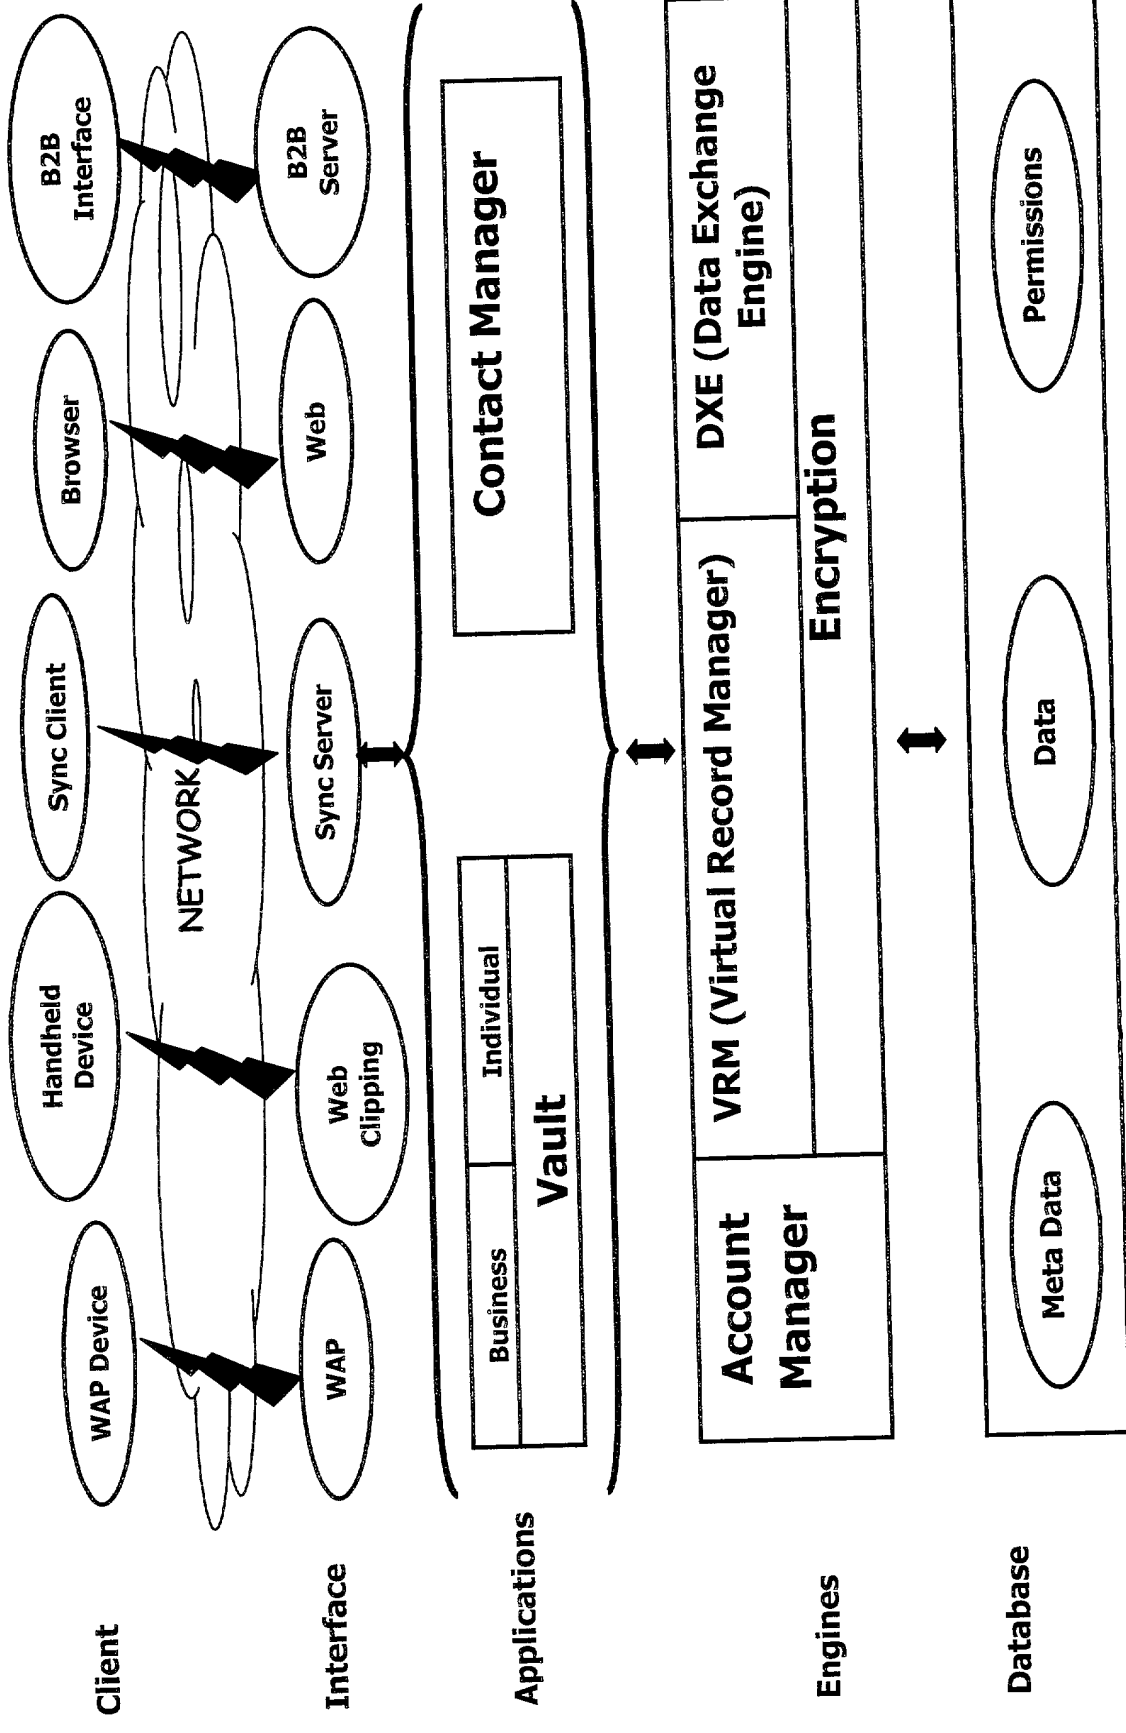 Client
WAP Device
Handheld
Device
Sync Client
Browser
B2B
Interface
NETWORK
Interface
WAP
Web
Clipping
Sync Server
Web
B2B
Server
Applications
Business
Individual
Vault
Contact Manager
Engines
Account
Manager
VRM (Virtual Record Manager)
DXE (Data Exchange
Engine)
Encryption
Database
Meta Data
Data
Permissions